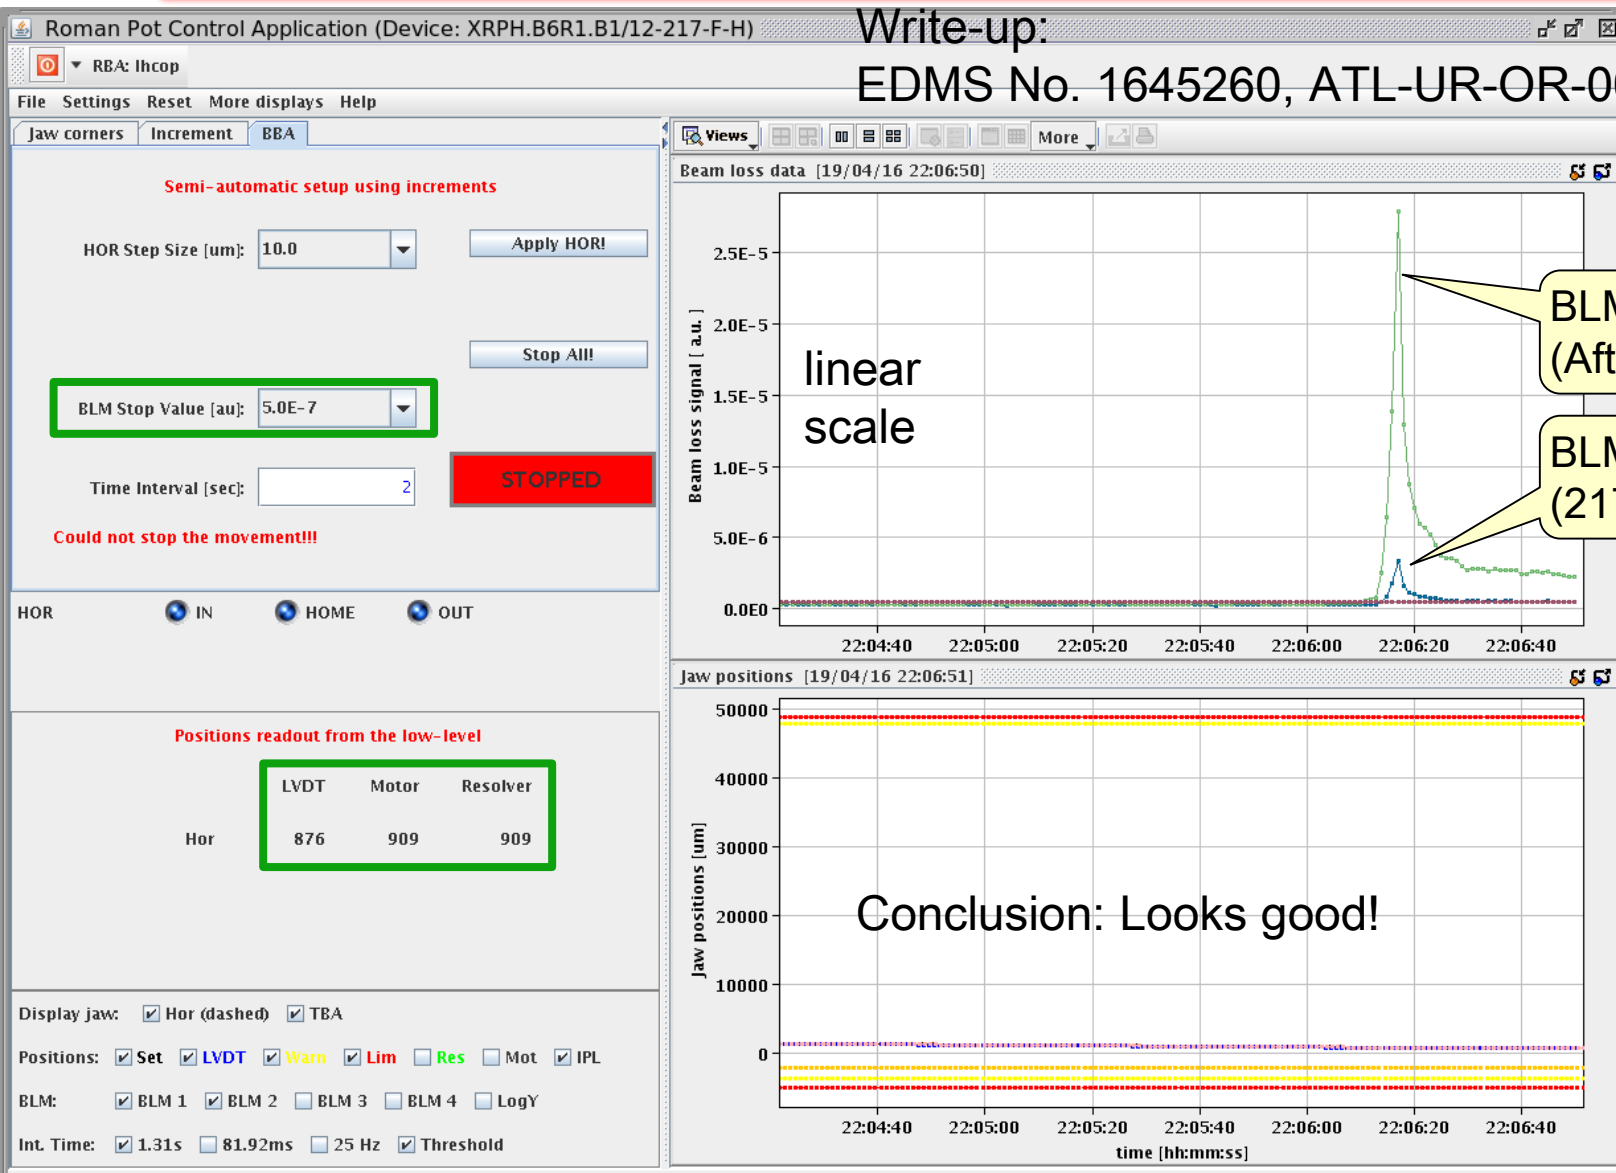 Roman Pot Control Application (Device: XRPH.B6R1.B1/12-217-F-H)
Write-up:
EDMS No. 1645260, ATL-UR-OR-00
RBA: lhcop
File Settings Reset More displays Help
Jaw corners Increment BBA
Semi-automatic setup using increments
HOR Step Size [um]: 10.0 Apply HOR!
Stop All!
BLM Stop Value [au]: 5.0E-7
Time Interval [sec]: 2 STOPPED
Could not stop the movement!!!
HOR IN HOME OUT
Positions readout from the low-level
LVDT Motor Resolver
Hor 876 909 909
Display jaw: Hor (dashed) TBA
Positions: Set LVDT Warn Lim Res Mot IPL
BLM: BLM 1 BLM 2 BLM 3 BLM 4 LogY
Int. Time: 1.31s 81.92ms 25 Hz Threshold
Views More
Beam loss data [19/04/16 22:06:50]
Beam loss signal [ a.u. ]
2.5E-5
2.0E-5
1.5E-5
1.0E-5
5.0E-6
0.0E0
linear
scale
BLM
(Aft
BLM
(217
22:04:40 22:05:00 22:05:20 22:05:40 22:06:00 22:06:20 22:06:40
Jaw positions [19/04/16 22:06:51]
Jaw positions [um]
50000
40000
30000
20000
10000
0
Conclusion: Looks good!
22:04:40 22:05:00 22:05:20 22:05:40 22:06:00 22:06:20 22:06:40
time [hh:mm:ss]